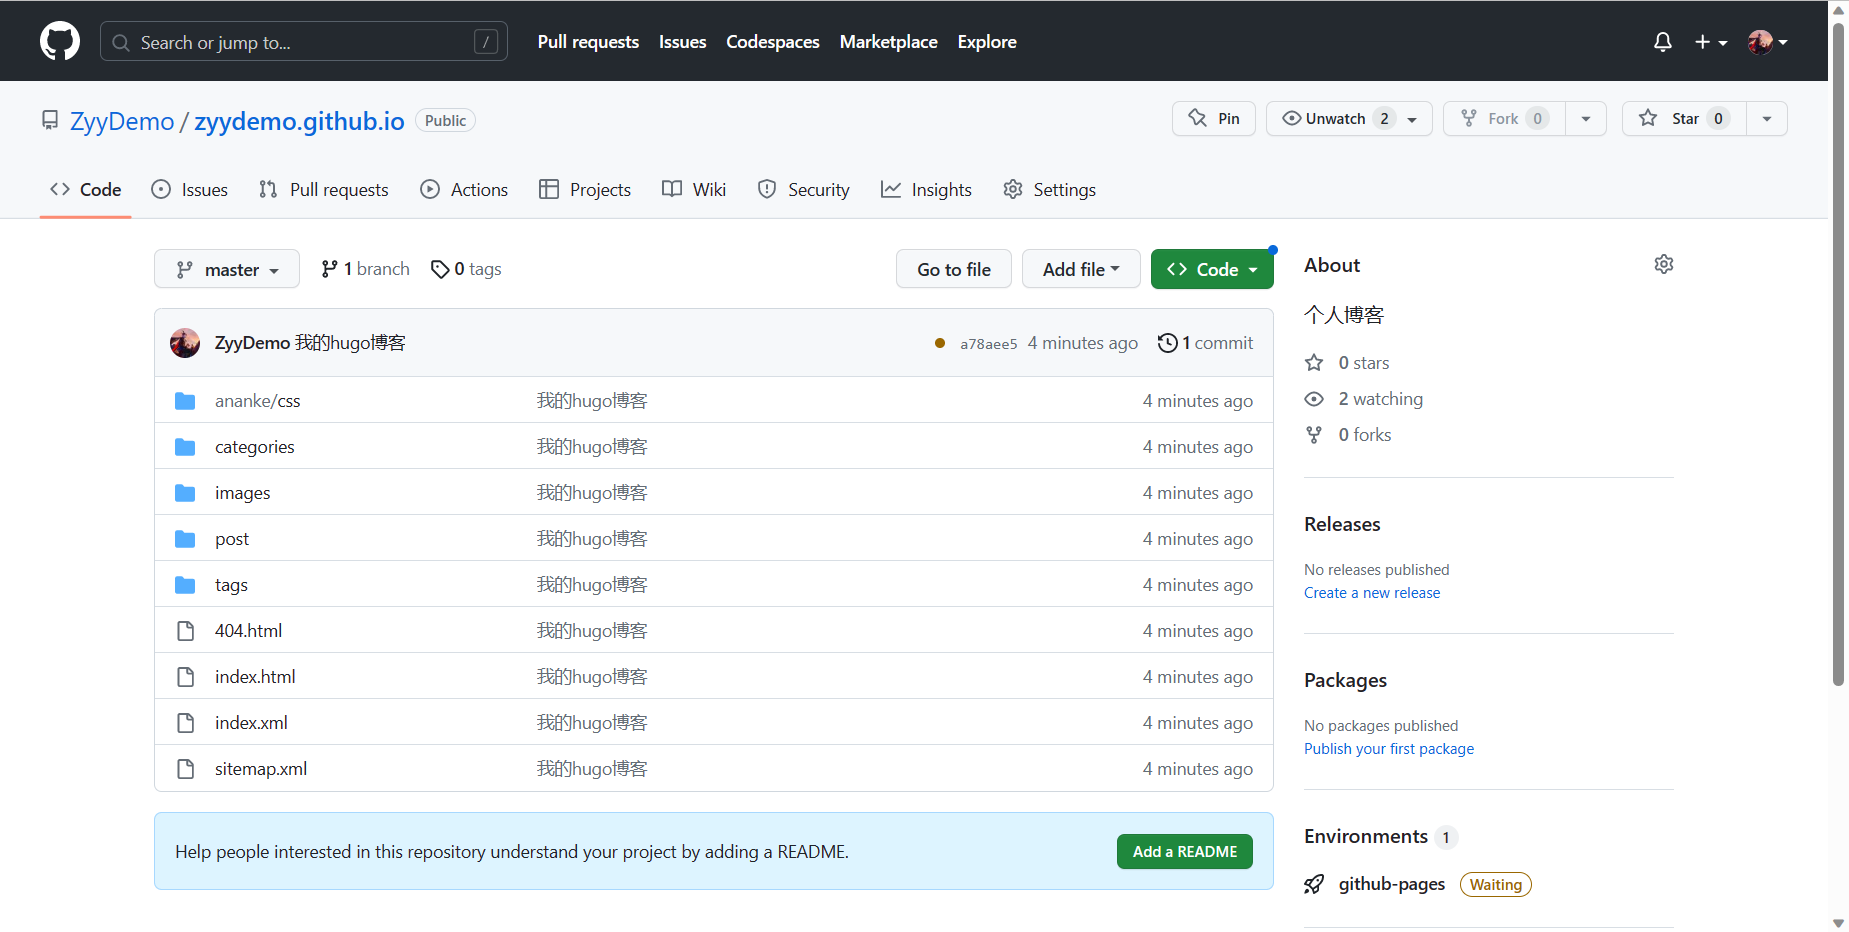 Search or jump to... / Pull requests Issues Codespaces Marketplace Explore
ZyyDemo / zyydemo.github.io Public Pin Unwatch 2 Fork 0 Star 0
Code Issues Pull requests Actions Projects Wiki Security Insights Settings
master 1 branch 0 tags Go to file Add file Code
ZyyDemo 我的hugo博客 a78aee5 4 minutes ago 1 commit
ananke/css 我的hugo博客 4 minutes ago
categories 我的hugo博客 4 minutes ago
images 我的hugo博客 4 minutes ago
post 我的hugo博客 4 minutes ago
tags 我的hugo博客 4 minutes ago
404.html 我的hugo博客 4 minutes ago
index.html 我的hugo博客 4 minutes ago
index.xml 我的hugo博客 4 minutes ago
sitemap.xml 我的hugo博客 4 minutes ago
Help people interested in this repository understand your project by adding a README. Add a README
About
个人博客
0 stars
2 watching
0 forks
Releases
No releases published
Create a new release
Packages
No packages published
Publish your first package
Environments 1
github-pages Waiting